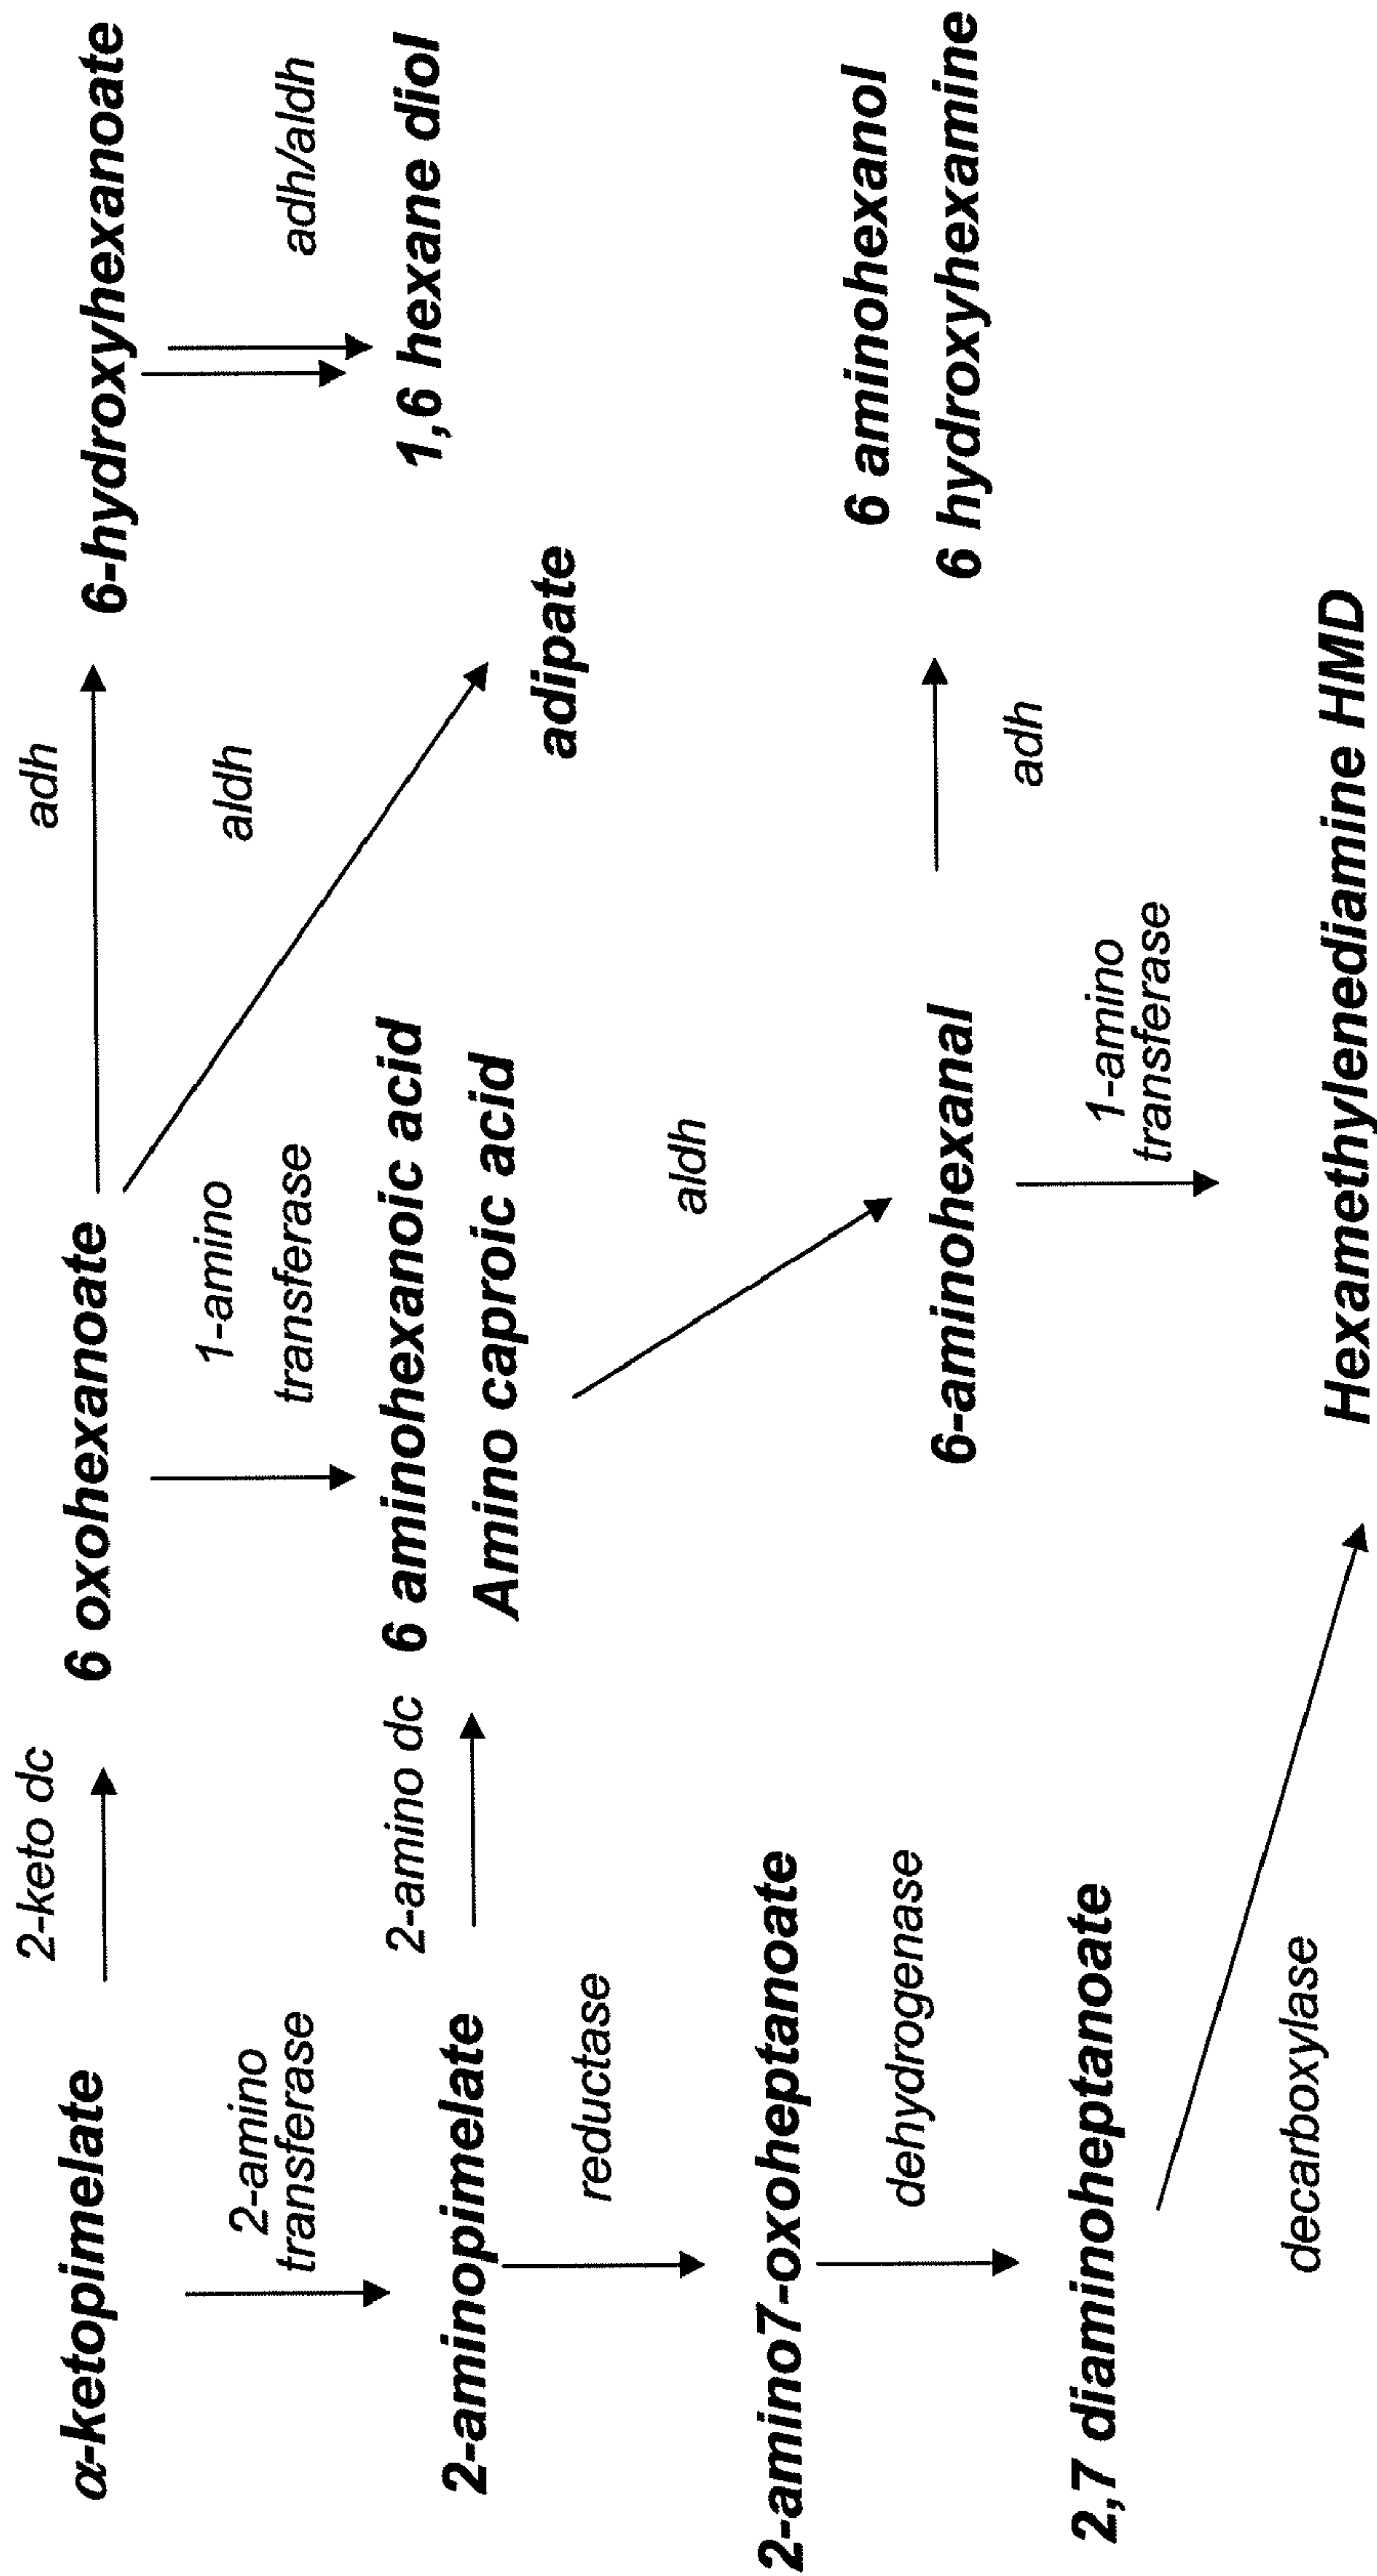 α-ketopimelate
2-keto dc
6 oxohexanoate
adh
6-hydroxyhexanoate
aldh
adh/aldh
2-amino
transferase
1-amino
transferase
2-aminopimelate
2-amino dc
6 aminohexanoic acid
Amino caproic acid
1,6 hexane diol
adipate
reductase
aldh
2-amino7-oxoheptanoate
6-aminohexanal
adh
6 aminohexanol
6 hydroxyhexamine
dehydrogenase
1-amino
transferase
2,7 diaminoheptanoate
decarboxylase
Hexamethylenediamine HMD